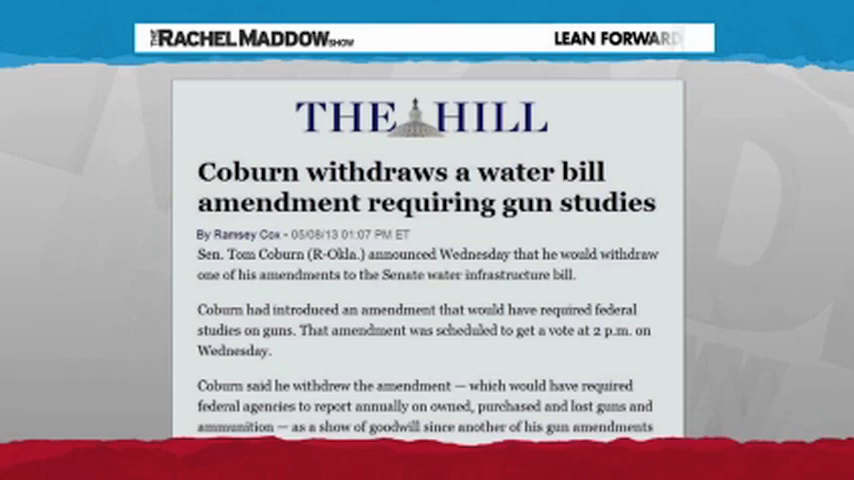 THE RACHEL MADDOW SHOW
LEAN FORWARD
THE HILL
Coburn withdraws a water bill
amendment requiring gun studies
By Ramsey Cox - 05/08/13 01:07 PM ET
Sen. Tom Coburn (R-Okla.) announced Wednesday that he would withdraw
one of his amendments to the Senate water infrastructure bill.
Coburn had introduced an amendment that would have required federal
studies on guns. That amendment was scheduled to get a vote at 2 p.m. on
Wednesday.
Coburn said he withdrew the amendment — which would have required
federal agencies to report annually on owned, purchased and lost guns and
ammunition — as a show of goodwill since another of his gun amendments